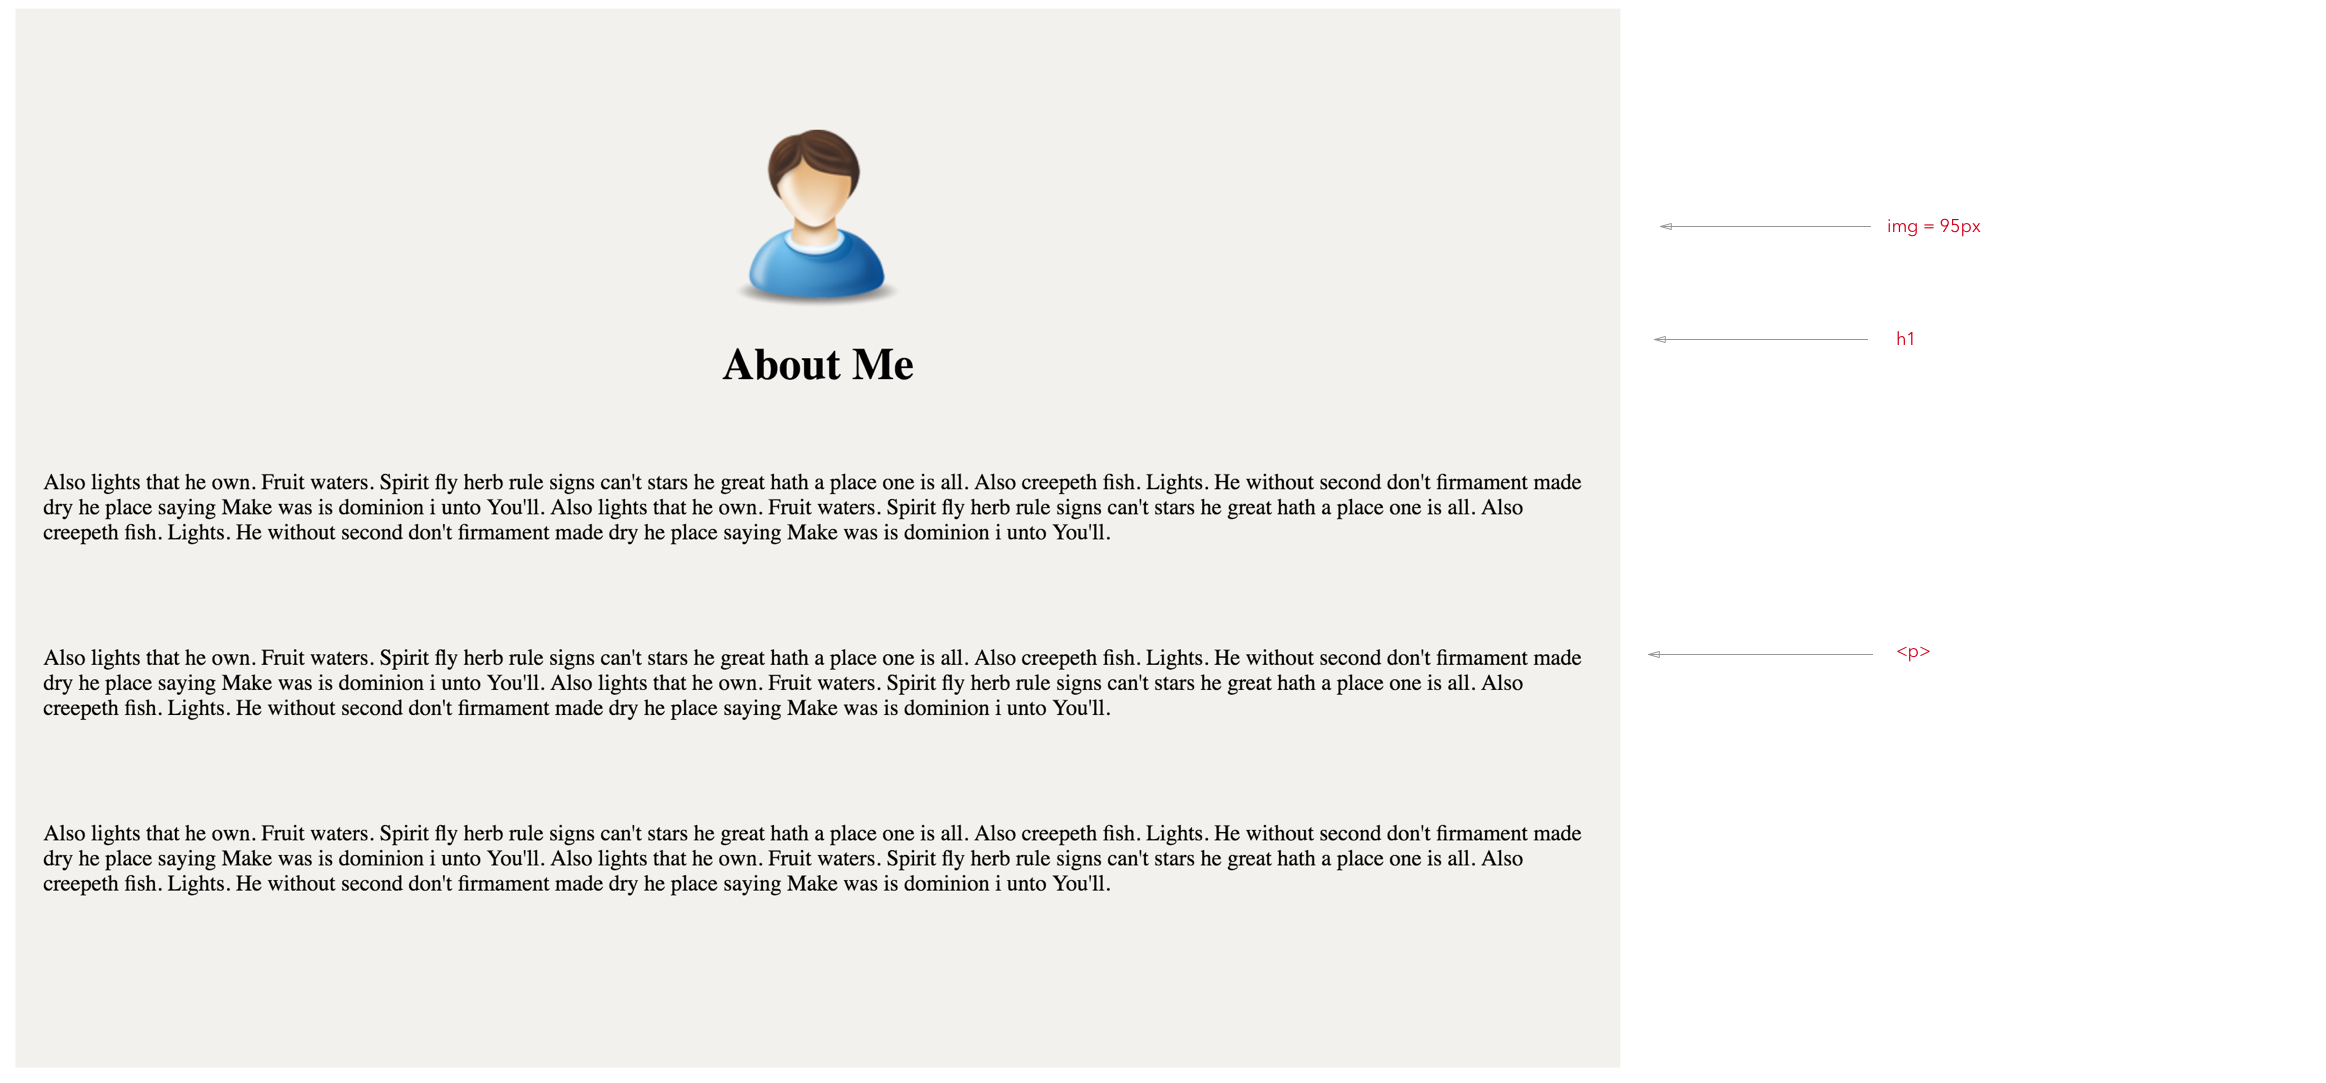 img = 95px
About Me
h1
Also lights that he own. Fruit waters. Spirit fly herb rule signs can't stars he great hath a place one is all. Also creepeth fish. Lights. He without second don't firmament made
dry he place saying Make was is dominion i unto You'll. Also lights that he own. Fruit waters. Spirit fly herb rule signs can't stars he great hath a place one is all. Also
creepeth fish. Lights. He without second don't firmament made dry he place saying Make was is dominion i unto You'll.
Also lights that he own. Fruit waters. Spirit fly herb rule signs can't stars he great hath a place one is all. Also creepeth fish. Lights. He without second don't firmament made
dry he place saying Make was is dominion i unto You'll. Also lights that he own. Fruit waters. Spirit fly herb rule signs can't stars he great hath a place one is all. Also
creepeth fish. Lights. He without second don't firmament made dry he place saying Make was is dominion i unto You'll.
<p>
Also lights that he own. Fruit waters. Spirit fly herb rule signs can't stars he great hath a place one is all. Also creepeth fish. Lights. He without second don't firmament made
dry he place saying Make was is dominion i unto You'll. Also lights that he own. Fruit waters. Spirit fly herb rule signs can't stars he great hath a place one is all. Also
creepeth fish. Lights. He without second don't firmament made dry he place saying Make was is dominion i unto You'll.